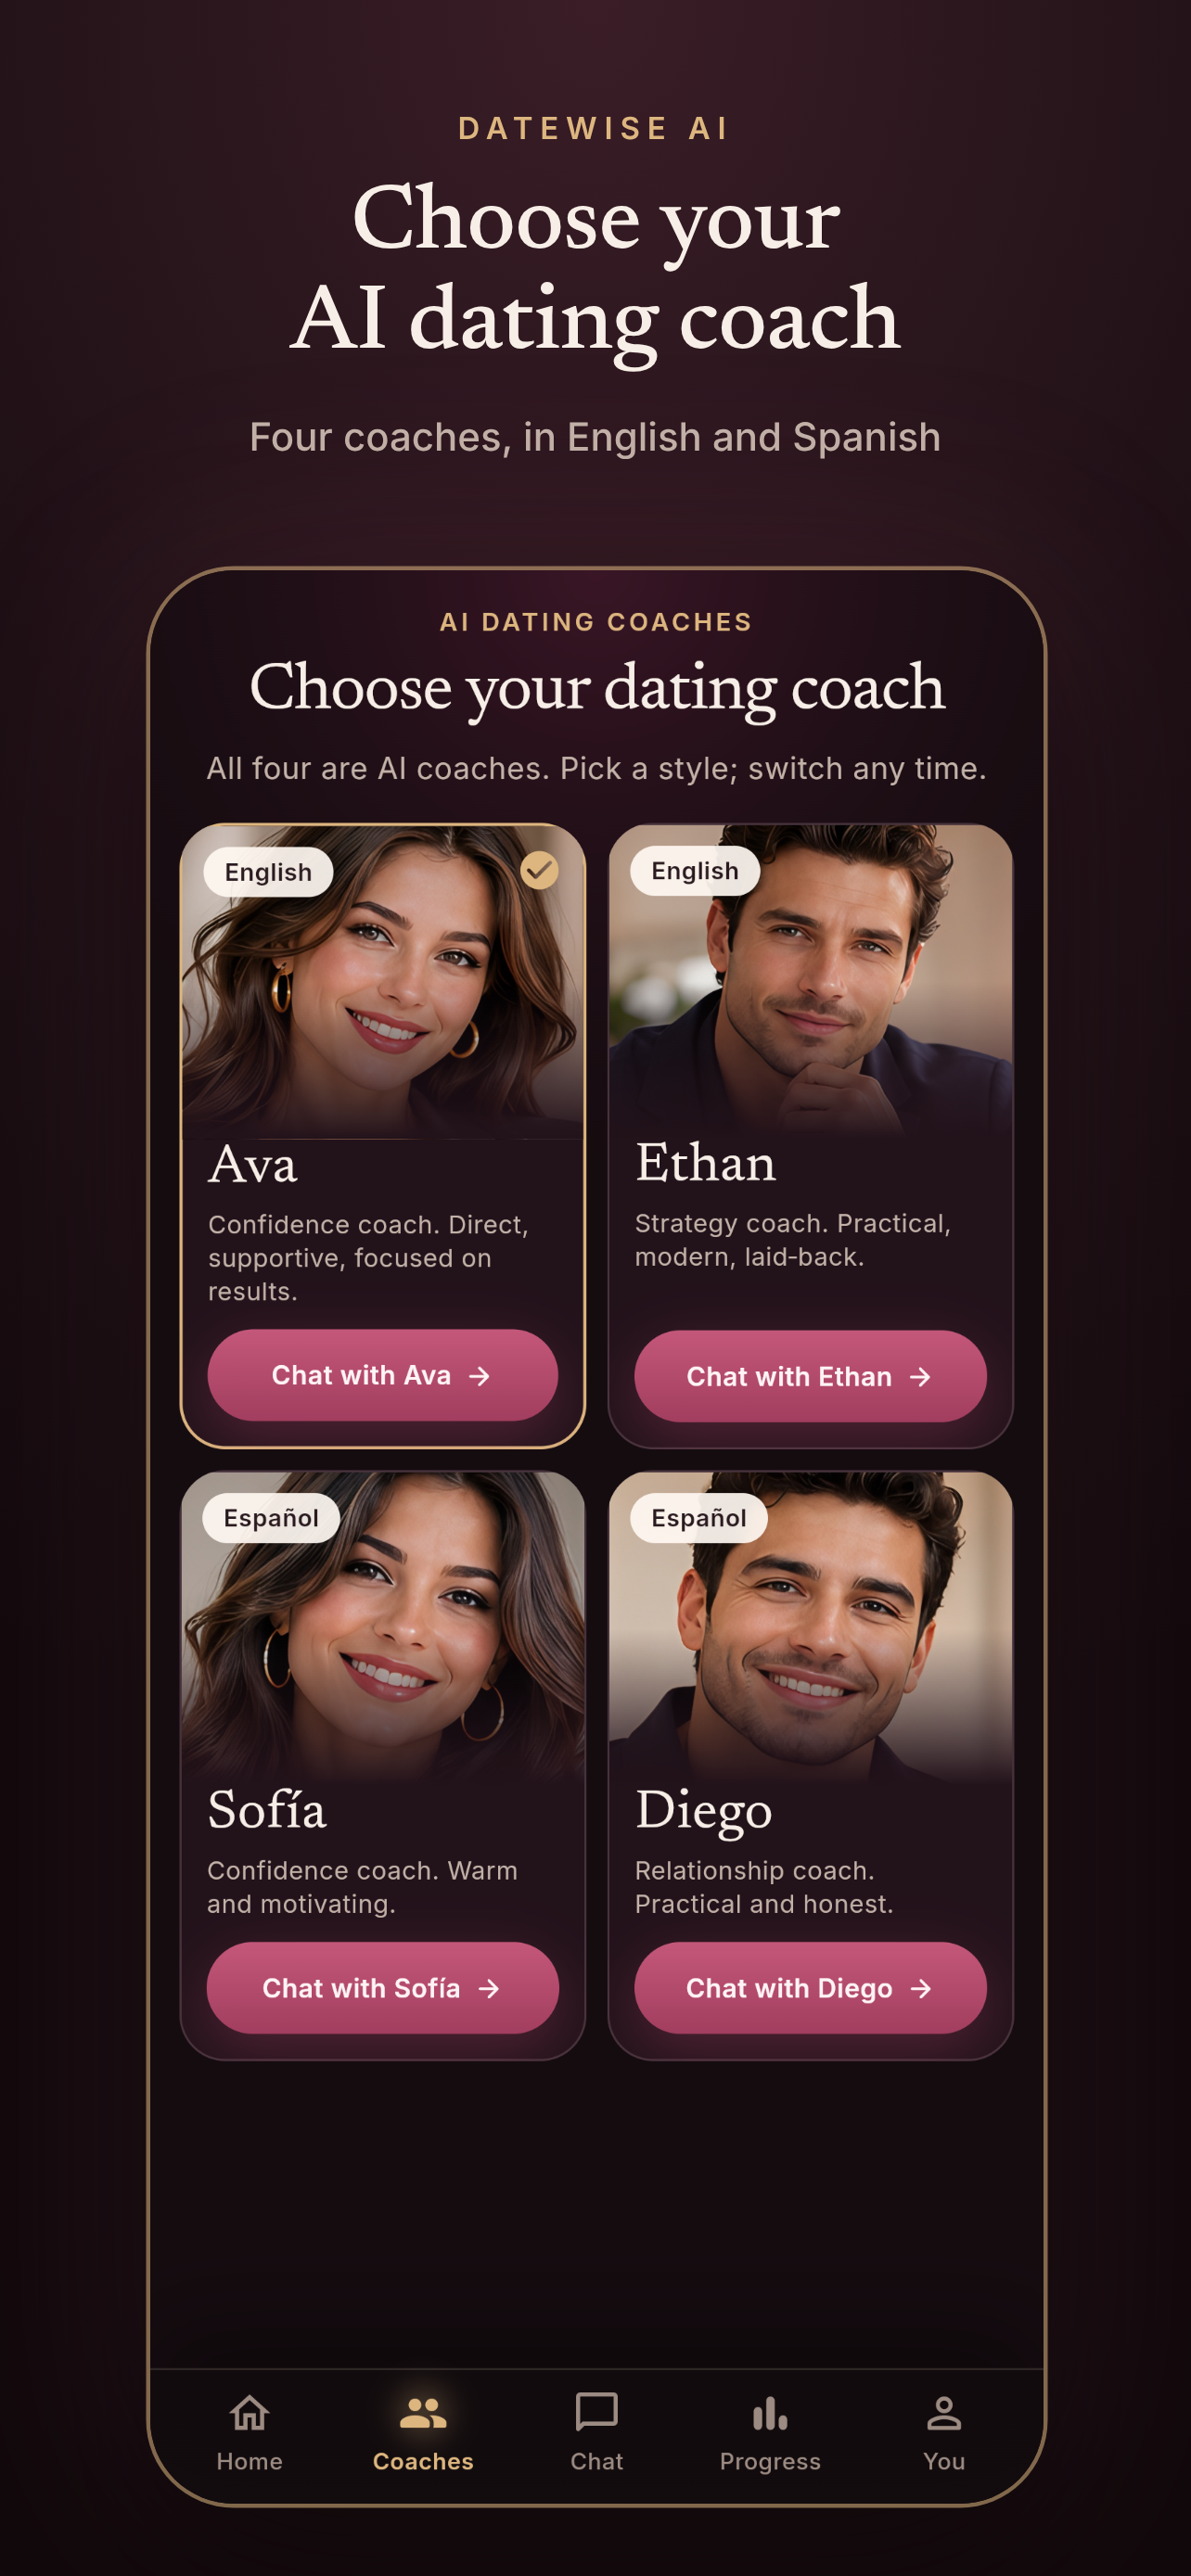 DATEWISE AI
Choose your
AI dating coach
Four coaches, in English and Spanish
AI DATING COACHES
Choose your dating coach
All four are AI coaches. Pick a style; switch any time.
English
Ava
Confidence coach. Direct,
supportive, focused on
results.
Chat with Ava →
English
Ethan
Strategy coach. Practical,
modern, laid-back.
Chat with Ethan →
Español
Sofía
Confidence coach. Warm
and motivating.
Chat with Sofía →
Español
Diego
Relationship coach.
Practical and honest.
Chat with Diego →
Home
Coaches
Chat
Progress
You